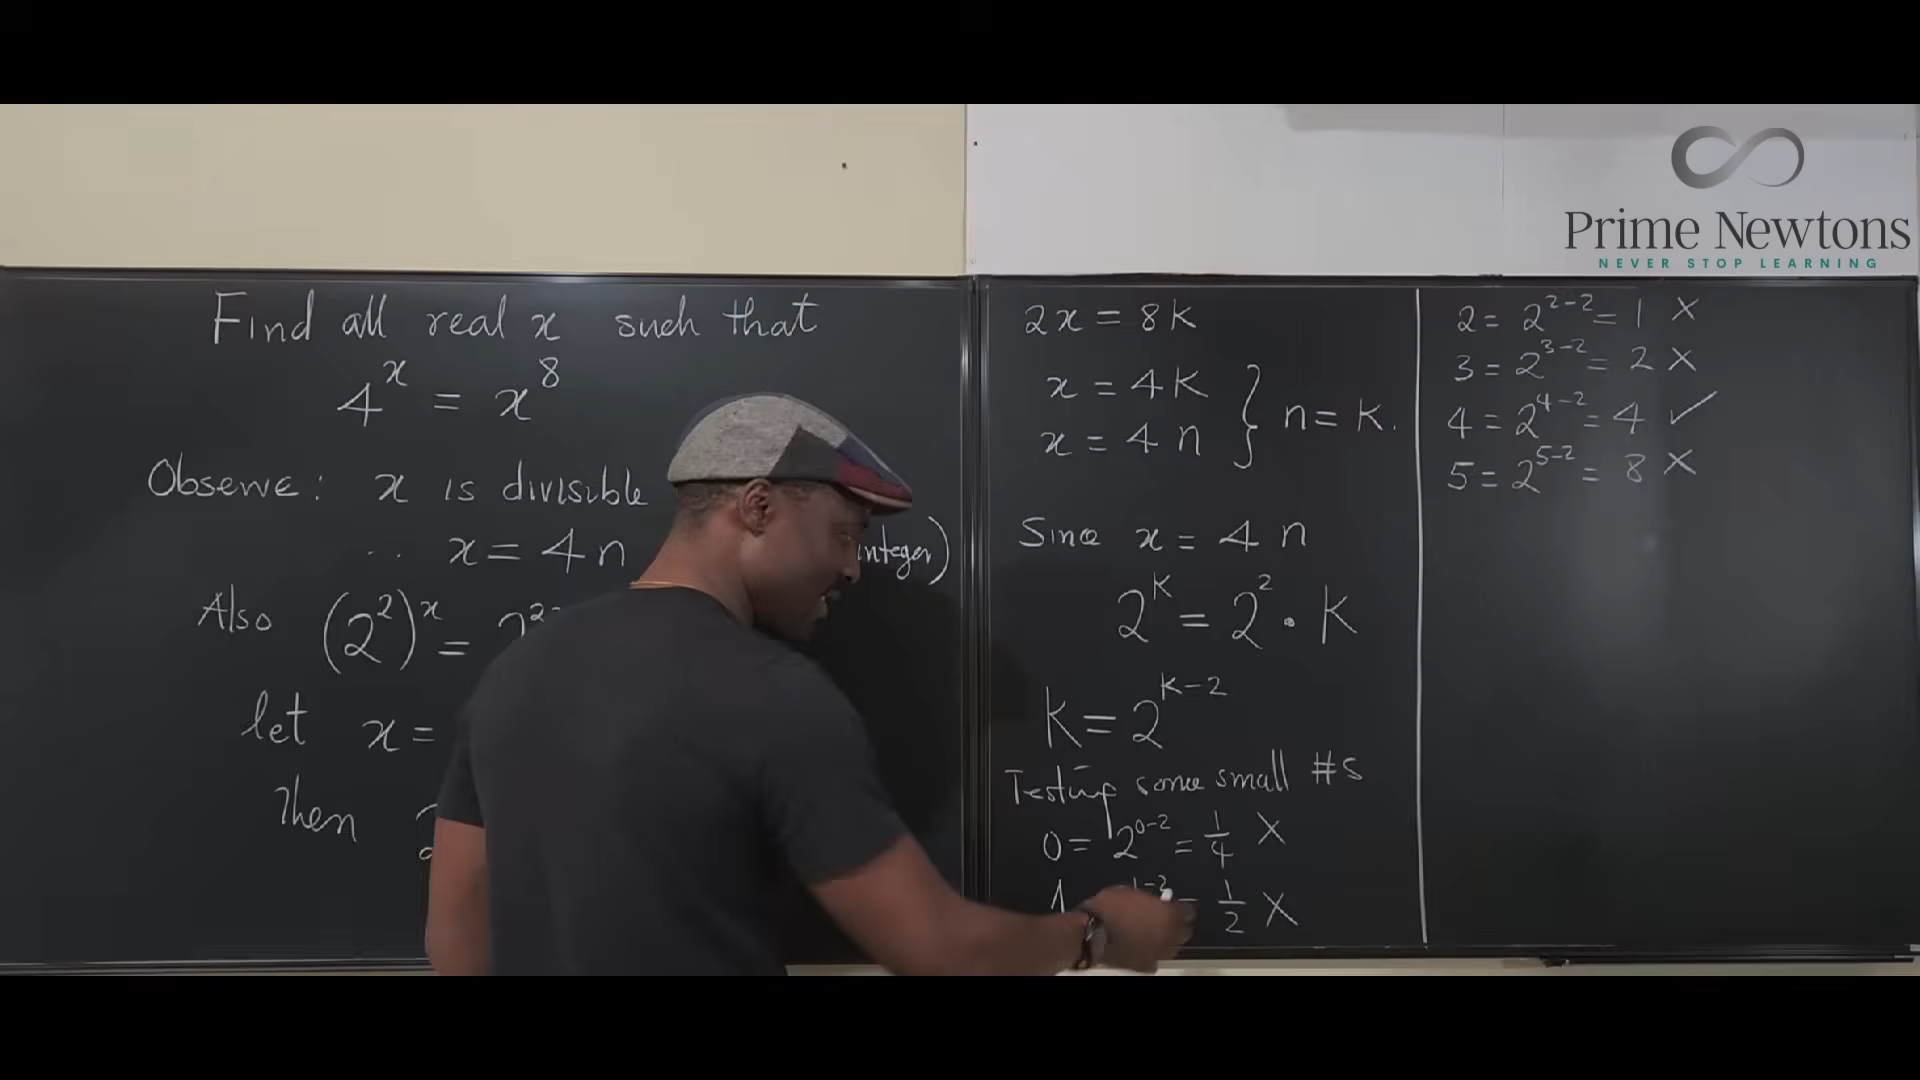 Prime Newtons
NEVER STOP LEARNING
Find all real x such that
4^x = x^8
Observe: x is divisible
∴ x = 4n integer)
Also (2^2)^x = 2
let x =
Then
2x = 8k
x = 4k
x = 4n } n = k.
Since x = 4n
2^k = 2^2 · k
k = 2^(k-2)
Testing some small #s
0 = 2^(0-2) = 1/4 X
1 = 1/2 X
2 = 2^(2-2) = 1 X
3 = 2^(3-2) = 2 X
4 = 2^(4-2) = 4 ✓
5 = 2^(5-2) = 8 X